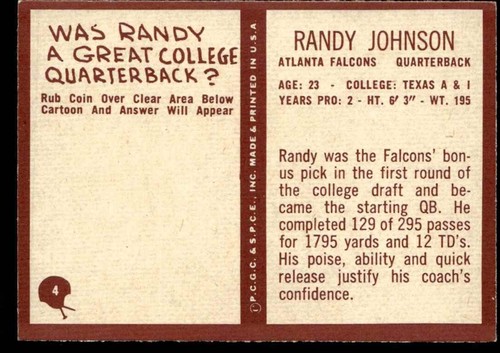 WAS RANDY
A GREAT COLLEGE
QUARTERBACK?
Rub Coin Over Clear Area Below
Cartoon And Answer Will Appear
4
©P.C.G.C. & S.P.C.E., INC. MADE & PRINTED IN U.S.A
RANDY JOHNSON
ATLANTA FALCONS QUARTERBACK
AGE: 23 - COLLEGE: TEXAS A & I
YEARS PRO: 2 - HT. 6' 3" - WT. 195
Randy was the Falcons' bon-
us pick in the first round of
the college draft and be-
came the starting QB. He
completed 129 of 295 passes
for 1795 yards and 12 TD's.
His poise, ability and quick
release justify his coach's
confidence.